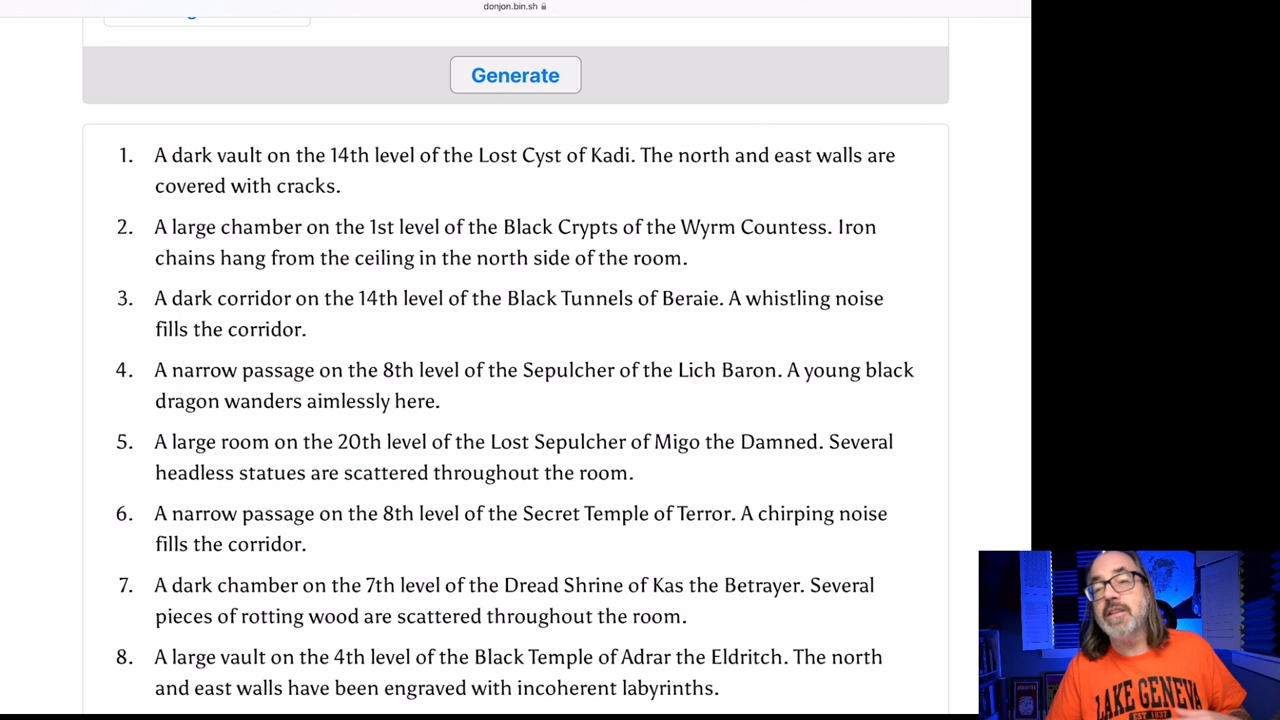 donjon.bin.sh
Generate
1. A dark vault on the 14th level of the Lost Cyst of Kadi. The north and east walls are
covered with cracks.
2. A large chamber on the 1st level of the Black Crypts of the Wyrm Countess. Iron
chains hang from the ceiling in the north side of the room.
3. A dark corridor on the 14th level of the Black Tunnels of Beraie. A whistling noise
fills the corridor.
4. A narrow passage on the 8th level of the Sepulcher of the Lich Baron. A young black
dragon wanders aimlessly here.
5. A large room on the 20th level of the Lost Sepulcher of Migo the Damned. Several
headless statues are scattered throughout the room.
6. A narrow passage on the 8th level of the Secret Temple of Terror. A chirping noise
fills the corridor.
7. A dark chamber on the 7th level of the Dread Shrine of Kas the Betrayer. Several
pieces of rotting wood are scattered throughout the room.
8. A large vault on the 4th level of the Black Temple of Adrar the Eldritch. The north
and east walls have been engraved with incoherent labyrinths.
LAKE GENEVA
EST 1837